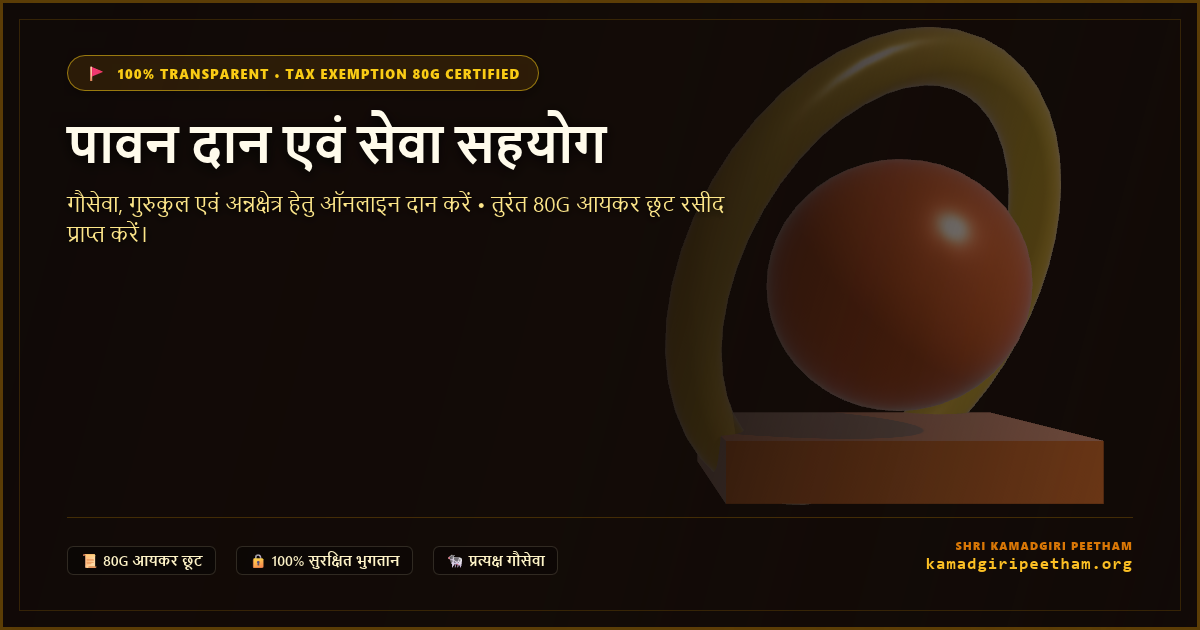 100% TRANSPARENT • TAX EXEMPTION 80G CERTIFIED
पावन दान एवं सेवा सहयोग
गौसेवा, गुरुकुल एवं अन्नक्षेत्र हेतु ऑनलाइन दान करें • तुरंत 80G आयकर छूट रसीद
प्राप्त करें।
80G आयकर छूट
100% सुरक्षित भुगतान
प्रत्यक्ष गौसेवा
SHRI KAMADGIRI PEETHAM
kamadgiripeetham.org